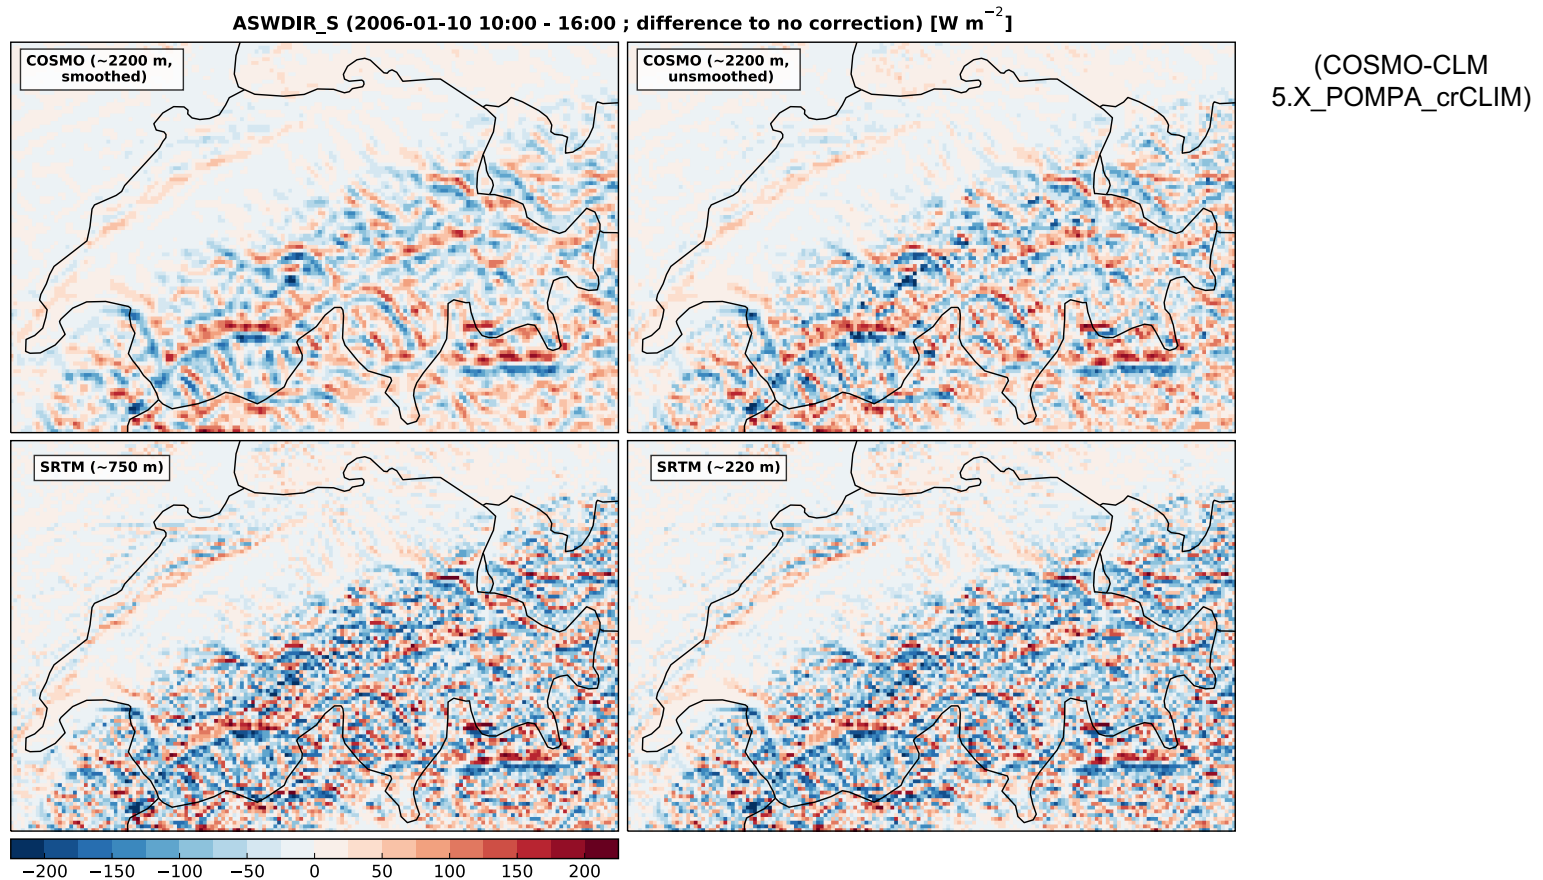 ASWDIR_S (2006-01-10 10:00 - 16:00 ; difference to no correction) [W m⁻²]
COSMO (~2200 m,
smoothed)
COSMO (~2200 m,
unsmoothed)
(COSMO-CLM
5.X_POMPA_crCLIM)
SRTM (~750 m)
SRTM (~220 m)
−200 −150 −100 −50 0 50 100 150 200